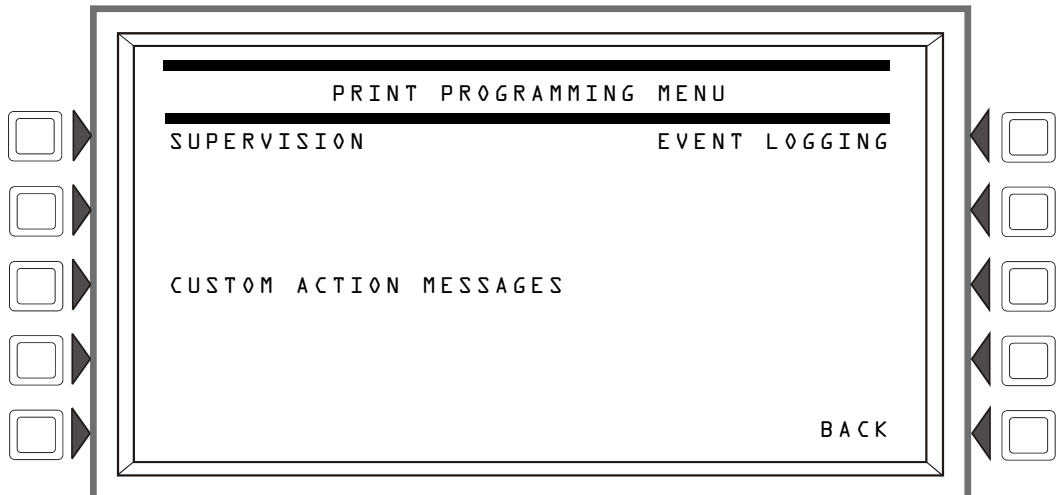 PRINT PROGRAMMING MENU
SUPERVISION EVENT LOGGING
CUSTOM ACTION MESSAGES
BACK